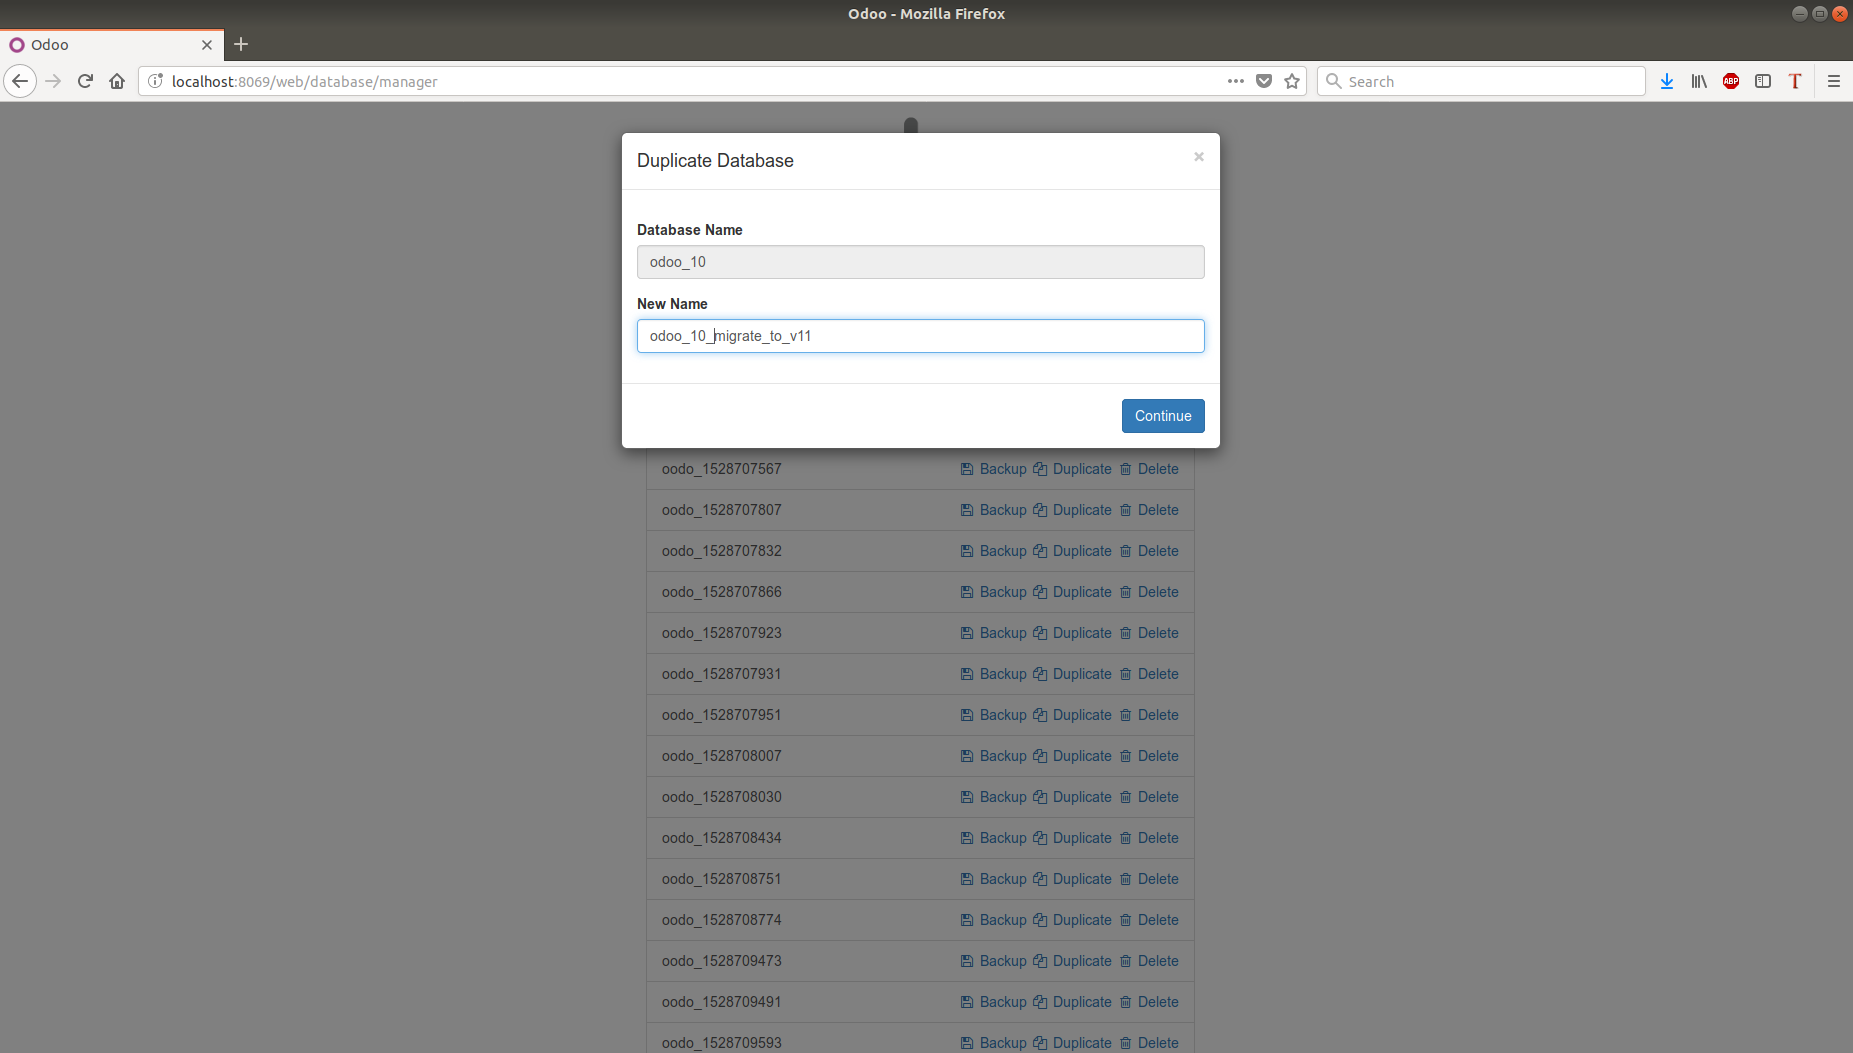 Odoo - Mozilla Firefox
Odoo
localhost:8069/web/database/manager
Search
ABP
T
Duplicate Database
Database Name
odoo_10
New Name
odoo_10_migrate_to_v11
Continue
oodo_1528707567 Backup Duplicate Delete
oodo_1528707807 Backup Duplicate Delete
oodo_1528707832 Backup Duplicate Delete
oodo_1528707866 Backup Duplicate Delete
oodo_1528707923 Backup Duplicate Delete
oodo_1528707931 Backup Duplicate Delete
oodo_1528707951 Backup Duplicate Delete
oodo_1528708007 Backup Duplicate Delete
oodo_1528708030 Backup Duplicate Delete
oodo_1528708434 Backup Duplicate Delete
oodo_1528708751 Backup Duplicate Delete
oodo_1528708774 Backup Duplicate Delete
oodo_1528709473 Backup Duplicate Delete
oodo_1528709491 Backup Duplicate Delete
oodo_1528709593 Backup Duplicate Delete